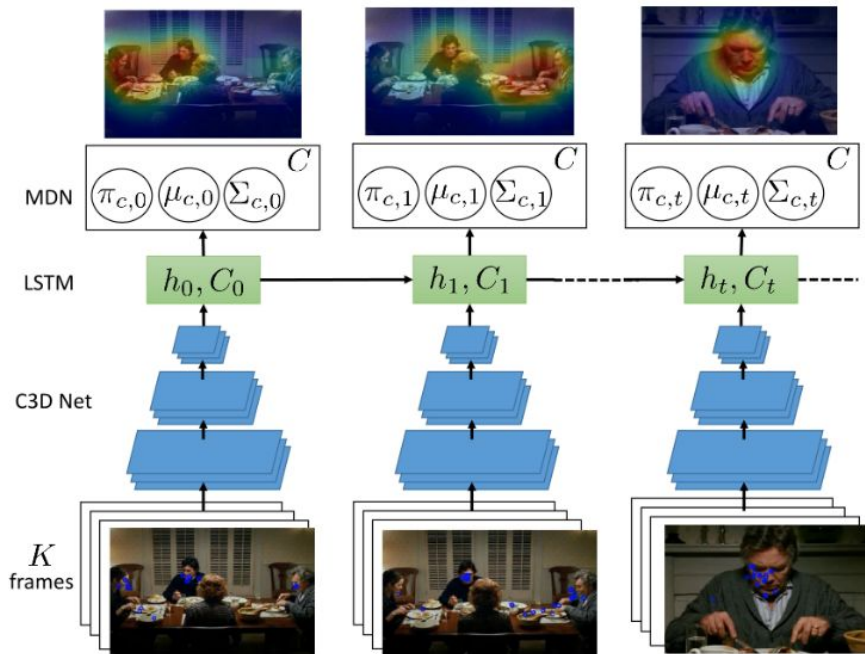 C C C
MDN π_{c,0} μ_{c,0} Σ_{c,0} π_{c,1} μ_{c,1} Σ_{c,1} π_{c,t} μ_{c,t} Σ_{c,t}
LSTM h_0, C_0 h_1, C_1 h_t, C_t
C3D Net
K
frames